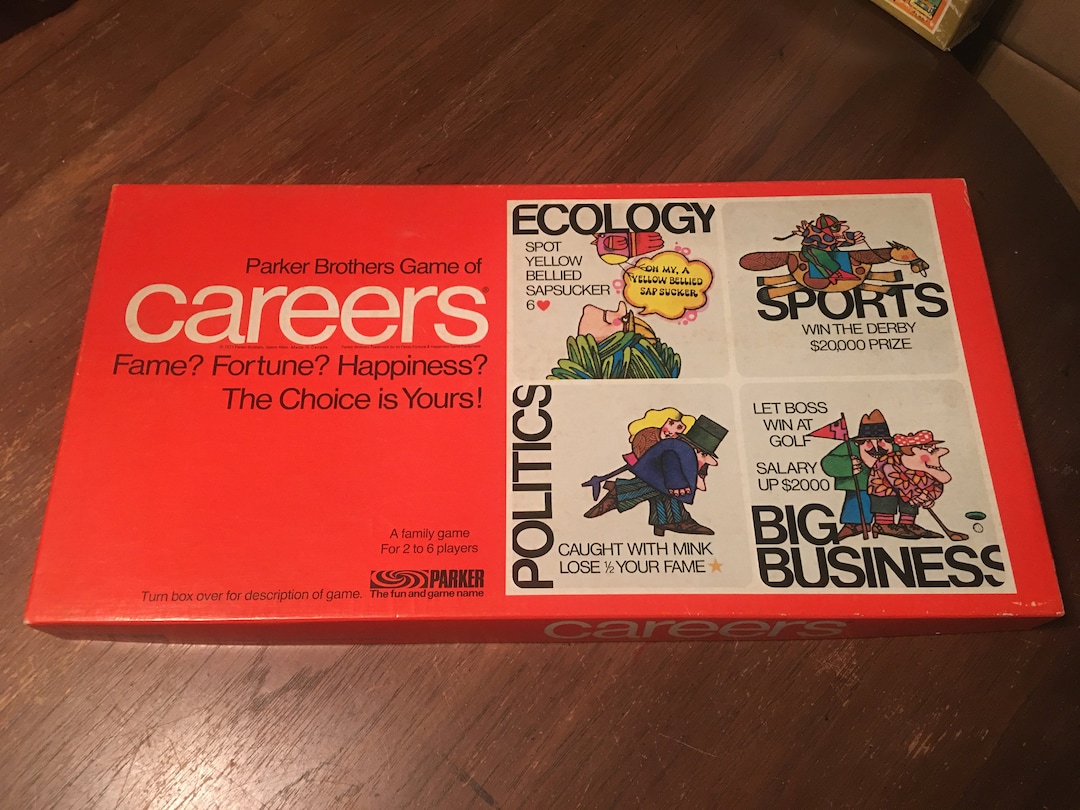 Parker Brothers Game of
careers®
Fame? Fortune? Happiness?
The Choice is Yours!
A family game
For 2 to 6 players
PARKER
The fun and game name
Turn box over for description of game.
ECOLOGY
SPOT
YELLOW
BELLIED
SAPSUCKER
6 ♥
OH MY, A
YELLOW BELLIED
SAP SUCKER
SPORTS
WIN THE DERBY
$20,000 PRIZE
POLITICS
CAUGHT WITH MINK
LOSE ½ YOUR FAME ★
LET BOSS
WIN AT
GOLF
SALARY
UP $2000
BIG
BUSINESS
careers